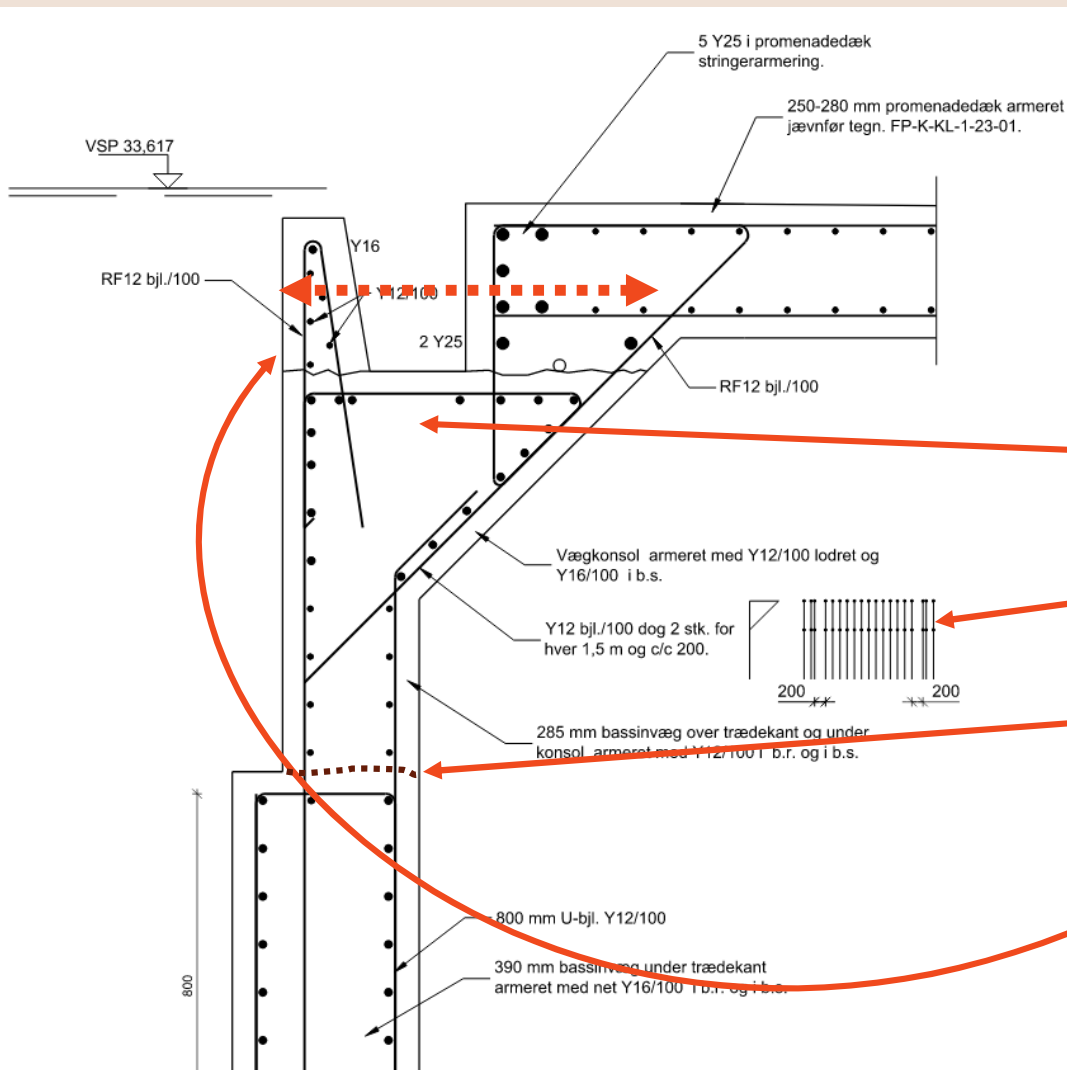 5 Y25 i promenadedæk
stringerarmering.
250-280 mm promenadedæk armeret
jævnfør tegn. FP-K-KL-1-23-01.
VSP 33,617
Y16
RF12 bjl./100
Y12/100
2 Y25
RF12 bjl./100
Vægkonsol armeret med Y12/100 lodret og
Y16/100 i b.s.
Y12 bjl./100 dog 2 stk. for
hver 1,5 m og c/c 200.
200
200
285 mm bassinvæg over trædekant og under
konsol armeret med Y12/100 i b.r. og i b.s.
800 mm U-bjl. Y12/100
390 mm bassinvæg under trædekant
armeret med net Y16/100 i b.r. og i b.s.
800